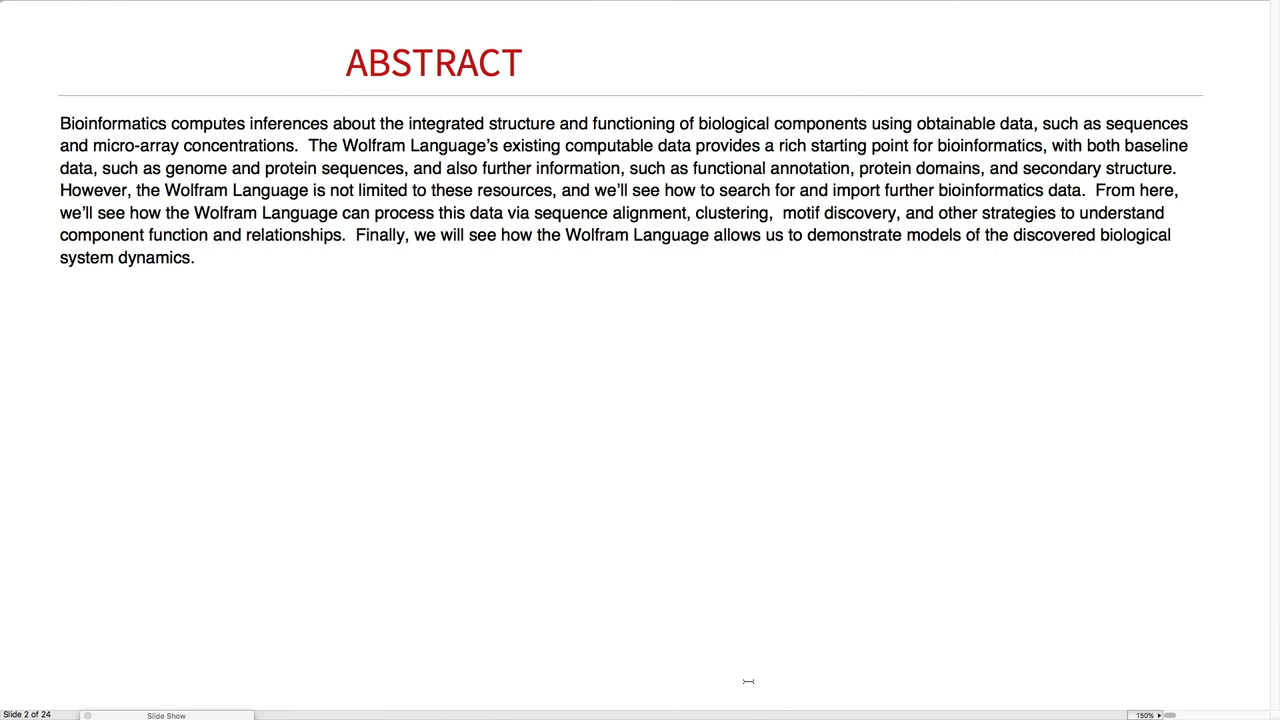 ABSTRACT
Bioinformatics computes inferences about the integrated structure and functioning of biological components using obtainable data, such as sequences
and micro-array concentrations.  The Wolfram Language’s existing computable data provides a rich starting point for bioinformatics, with both baseline
data, such as genome and protein sequences, and also further information, such as functional annotation, protein domains, and secondary structure.
However, the Wolfram Language is not limited to these resources, and we’ll see how to search for and import further bioinformatics data.  From here,
we’ll see how the Wolfram Language can process this data via sequence alignment, clustering,  motif discovery, and other strategies to understand
component function and relationships.  Finally, we will see how the Wolfram Language allows us to demonstrate models of the discovered biological
system dynamics.
Slide 2 of 24
Slide Show
150%